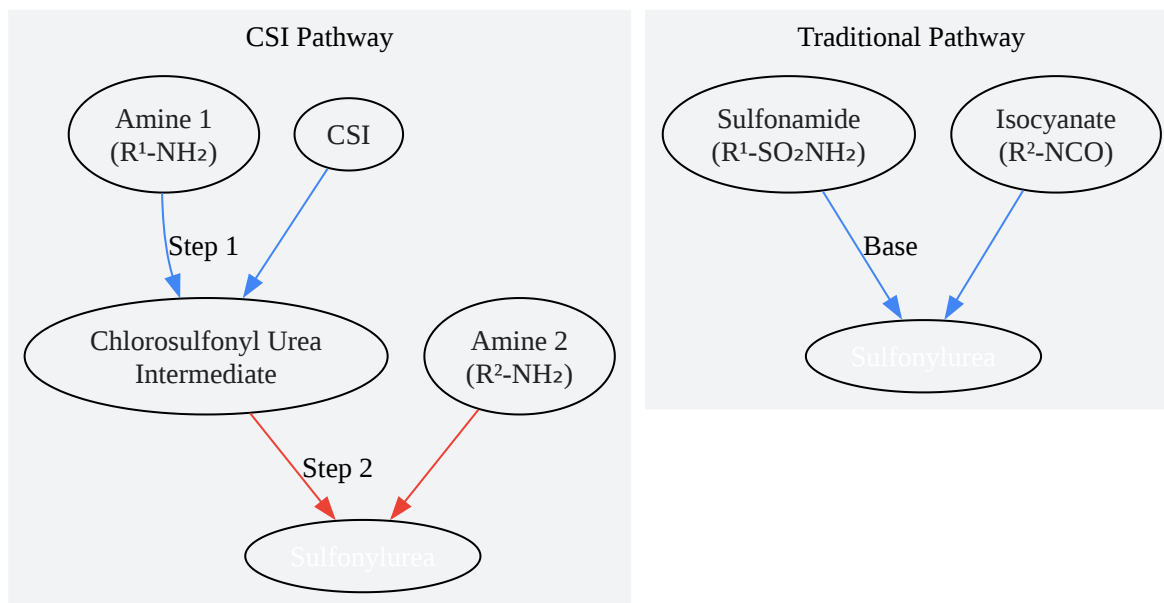 CSI Pathway
Amine 1
(R¹-NH₂)
CSI
Step 1
Chlorosulfonyl Urea
Intermediate
Amine 2
(R²-NH₂)
Step 2
Sulfonylurea
Traditional Pathway
Sulfonamide
(R¹-SO₂NH₂)
Isocyanate
(R²-NCO)
Base
Sulfonylurea